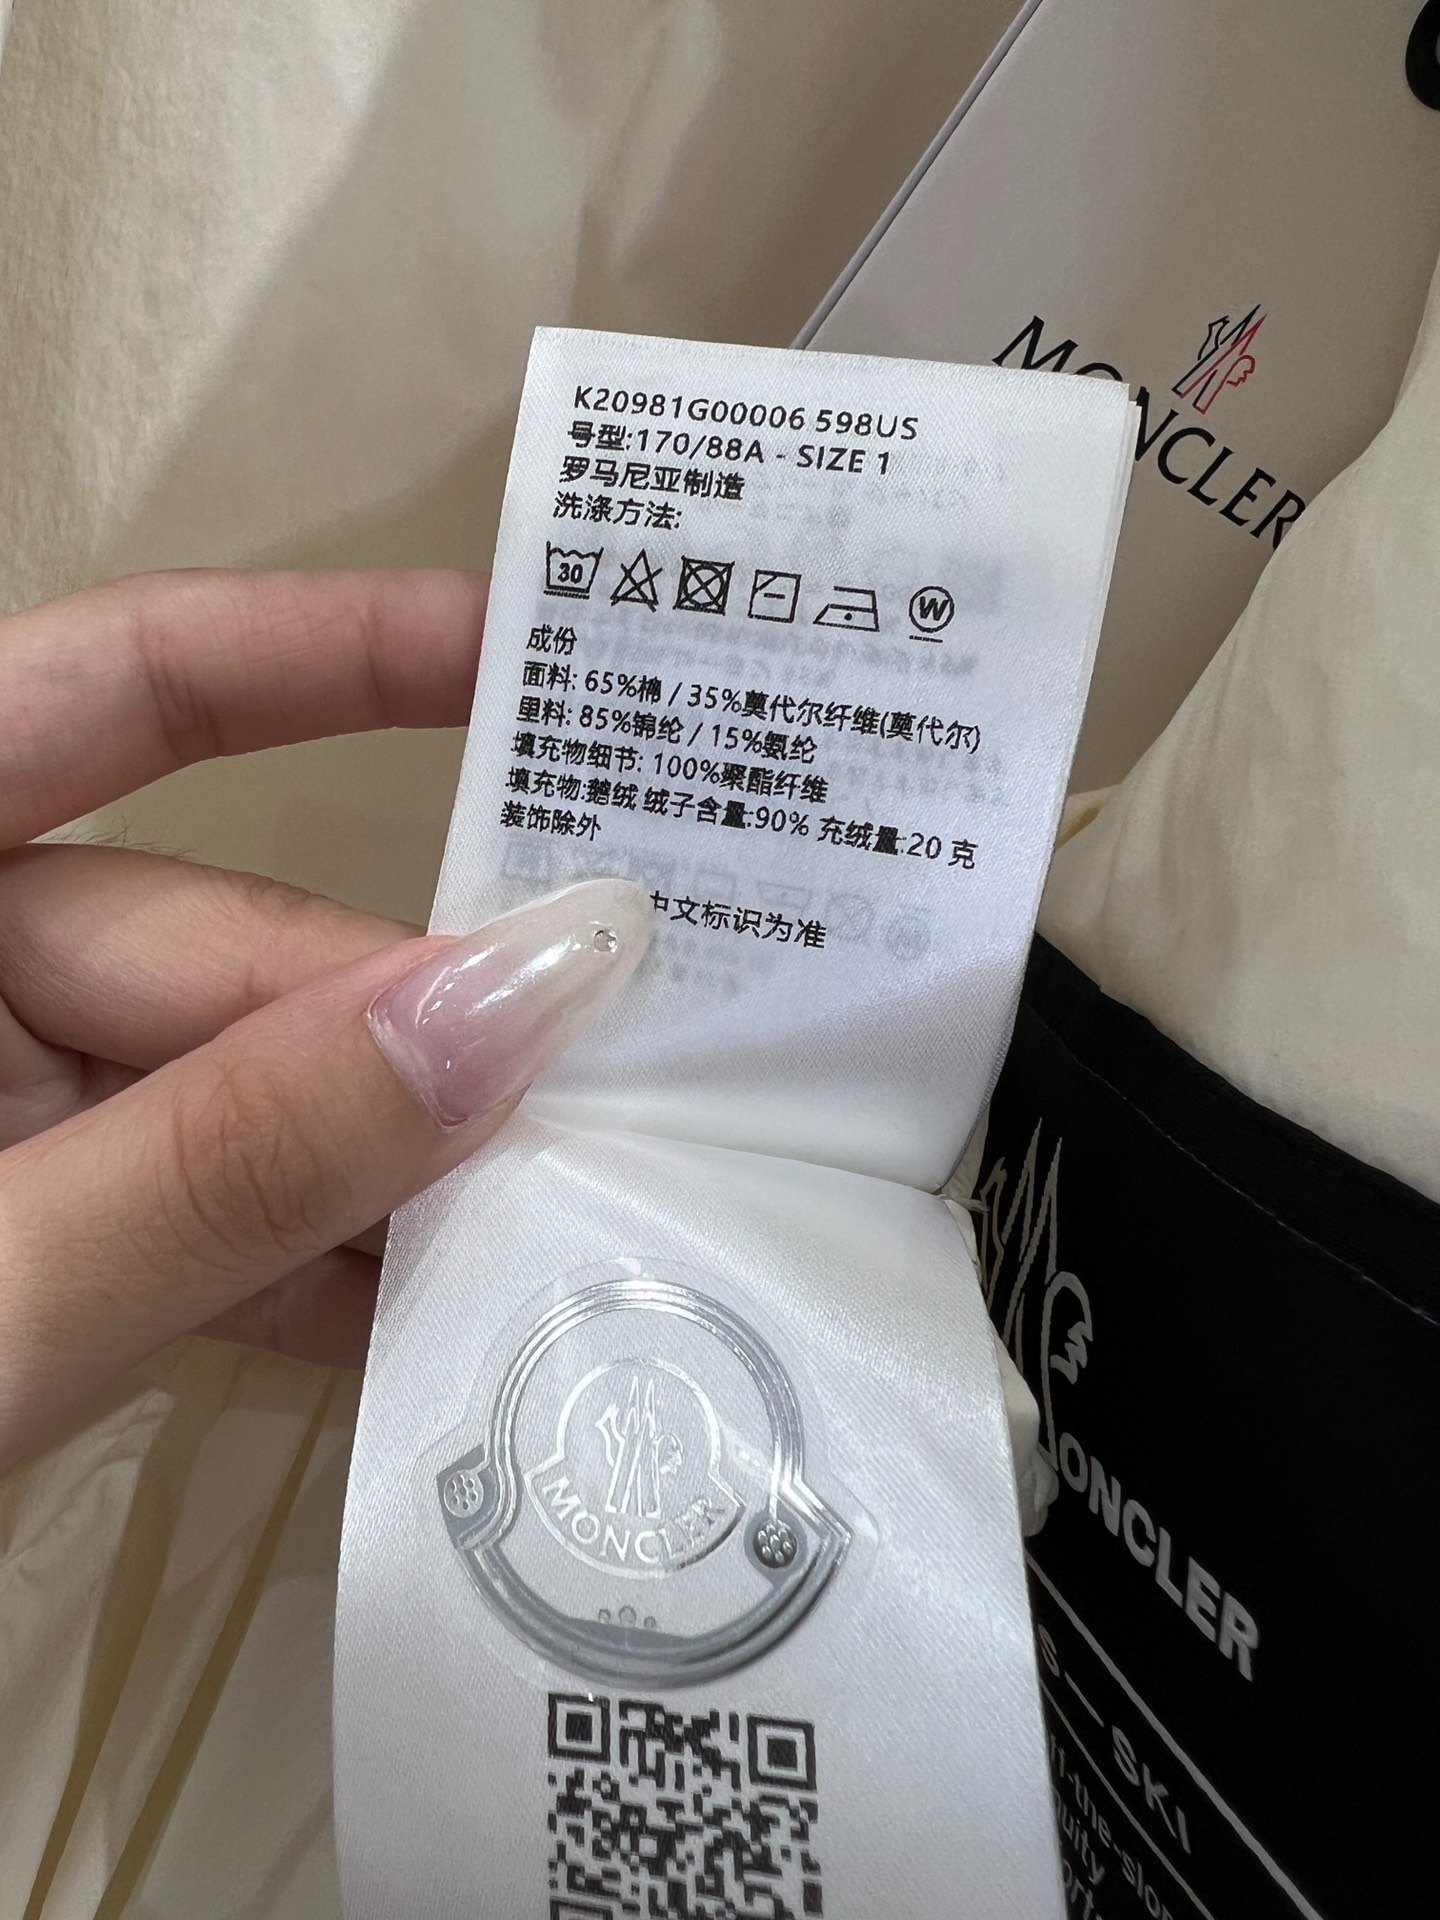 MONCLER
K20981G00006 598US
号型:170/88A - SIZE 1
罗马尼亚制造
洗涤方法:
30
W
成份
面料: 65%棉 / 35%莫代尔纤维(莫代尔)
里料: 85%锦纶 / 15%氨纶
填充物细节: 100%聚酯纤维
填充物:鹅绒 绒子含量:90% 充绒量:20 克
装饰除外
中文标识为准
MONCLER
MONCLER
S—SKI